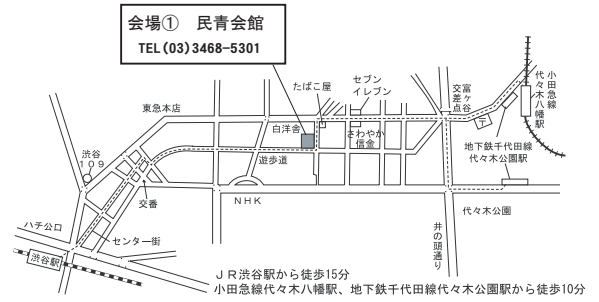 会場① 民青会館
TEL(03)3468-5301
セブン
イレブン
たばこ屋
東急本店
白洋舎
さわやか
信金
富ヶ谷
交差点
〒
小田急線
代々木八幡駅
地下鉄千代田線
代々木公園駅
渋谷
109
遊歩道
交番
NHK
代々木公園
井の頭通り
ハチ公口
センター街
渋谷駅
JR渋谷駅から徒歩15分
小田急線代々木八幡駅、地下鉄千代田線代々木公園駅から徒歩10分